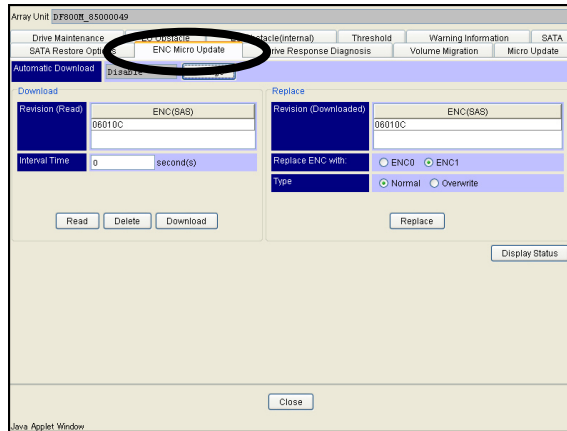 Array Unit DF800M_85000049
Drive Maintenance Threshold Warning Information SATA
SATA Restore ENC Micro Update Drive Response Diagnosis Volume Migration Micro Update
Automatic Download Disable
Download Replace
Revision (Read) ENC(SAS) Revision (Downloaded) ENC(SAS)
06010C 06010C
Interval Time 0 second(s) Replace ENC with: ENC0 ENC1
Type Normal Overwrite
Read Delete Download Replace
Display Status
Close
Java Applet Window